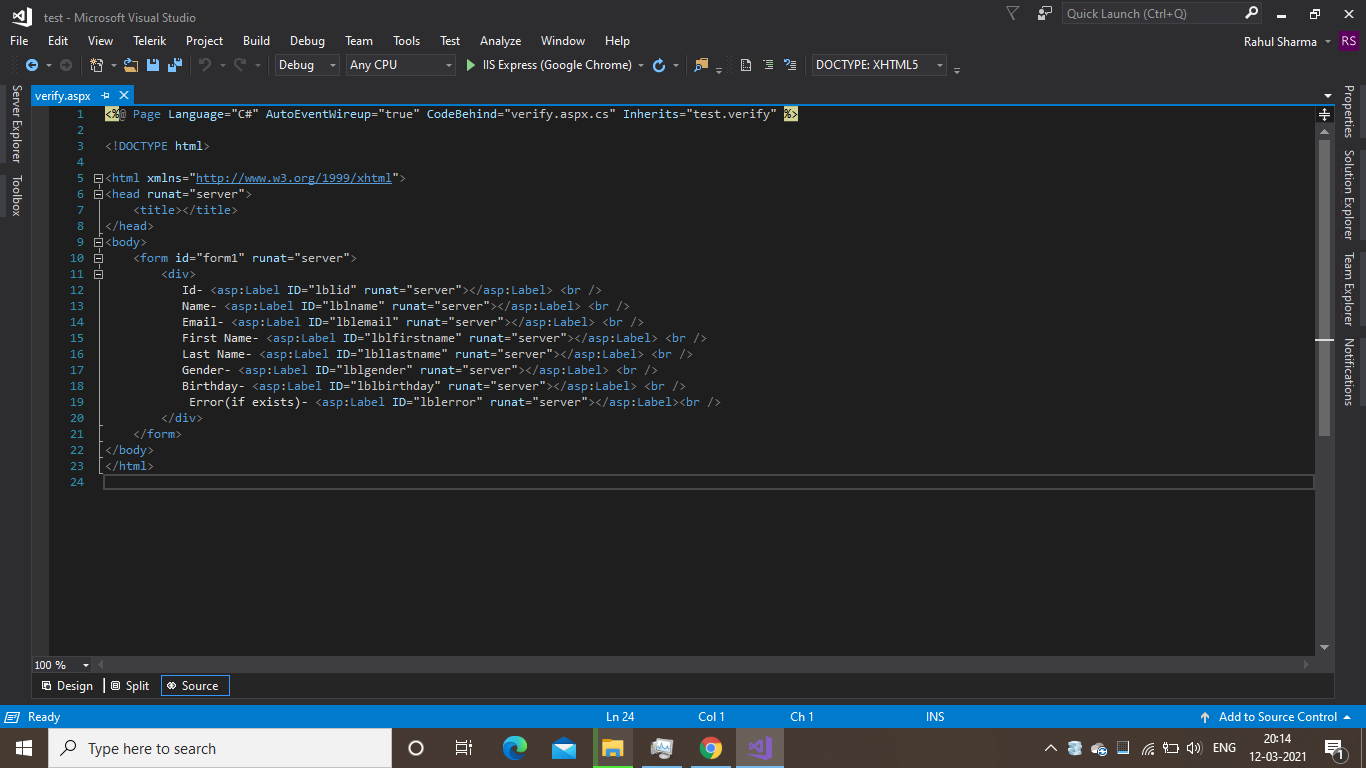 test - Microsoft Visual Studio
Quick Launch (Ctrl+Q)
File Edit View Telerik Project Build Debug Team Tools Test Analyze Window Help
Rahul Sharma RS
Debug Any CPU IIS Express (Google Chrome) DOCTYPE: XHTML5
Server Explorer
Toolbox
verify.aspx
1 <%@ Page Language="C#" AutoEventWireup="true" CodeBehind="verify.aspx.cs" Inherits="test.verify" %>
2
3 <!DOCTYPE html>
4
5 <html xmlns="http://www.w3.org/1999/xhtml">
6 <head runat="server">
7 <title></title>
8 </head>
9 <body>
10 <form id="form1" runat="server">
11 <div>
12 Id- <asp:Label ID="lblid" runat="server"></asp:Label> <br />
13 Name- <asp:Label ID="lblname" runat="server"></asp:Label> <br />
14 Email- <asp:Label ID="lblemail" runat="server"></asp:Label> <br />
15 First Name- <asp:Label ID="lblfirstname" runat="server"></asp:Label> <br />
16 Last Name- <asp:Label ID="lbllastname" runat="server"></asp:Label> <br />
17 Gender- <asp:Label ID="lblgender" runat="server"></asp:Label> <br />
18 Birthday- <asp:Label ID="lblbirthday" runat="server"></asp:Label> <br />
19 Error(if exists)- <asp:Label ID="lblerror" runat="server"></asp:Label><br />
20 </div>
21 </form>
22 </body>
23 </html>
24
Properties
Solution Explorer
Team Explorer
Notifications
100 %
Design Split Source
Ready Ln 24 Col 1 Ch 1 INS Add to Source Control
Type here to search
ENG
20:14
12-03-2021
1